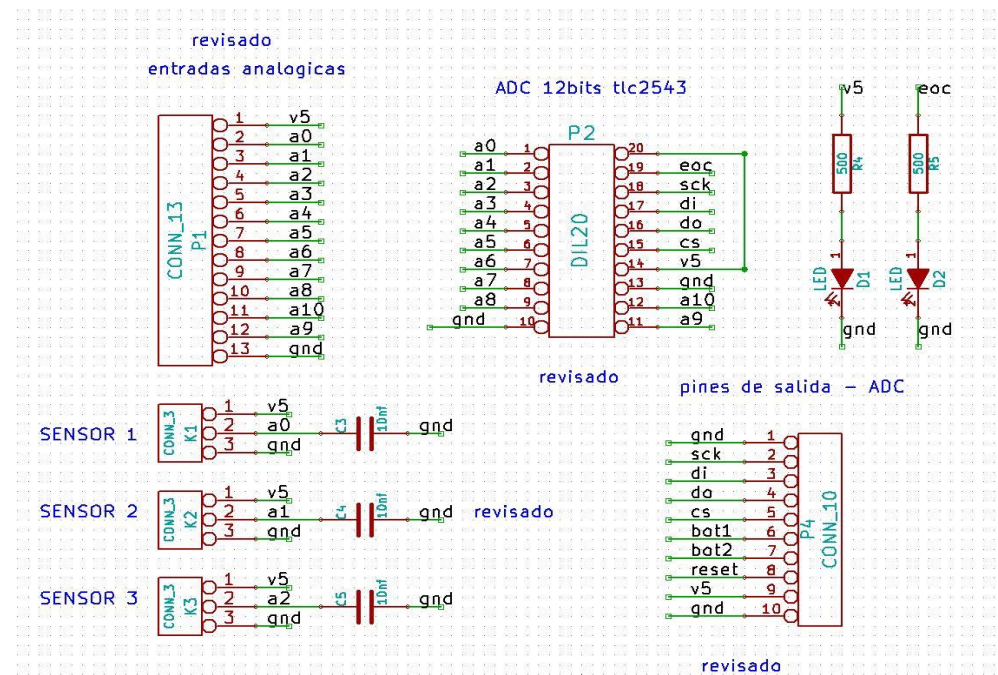 revisado
entradas analogicas
CONN_13
P1
1 v5
2 a0
3 a1
4 a2
5 a3
6 a4
7 a5
8 a6
9 a7
10 a8
11 a10
12 a9
13 gnd
ADC 12bits tlc2543
P2
DIL20
a0 1
a1 2
a2 3
a3 4
a4 5
a5 6
a6 7
a7 8
a8 9
gnd 10
20
19 eoc
18 sck
17 di
16 do
15 cs
14 v5
13 gnd
12 a10
11 a9
revisado
v5
500
R4
1
LED
D1
2
gnd
eoc
500
R5
1
LED
D2
2
gnd
SENSOR 1
CONN_3
K1
1 v5
2 a0
3 gnd
C3
10nf
gnd
SENSOR 2
CONN_3
K2
1 v5
2 a1
3 gnd
C4
10nf
gnd
revisado
SENSOR 3
CONN_3
K3
1 v5
2 a2
3 gnd
C5
10nf
gnd
pines de salida - ADC
gnd 1
sck 2
di 3
do 4
cs 5
bot1 6
bot2 7
reset 8
v5 9
gnd 10
P4
CONN_10
revisado